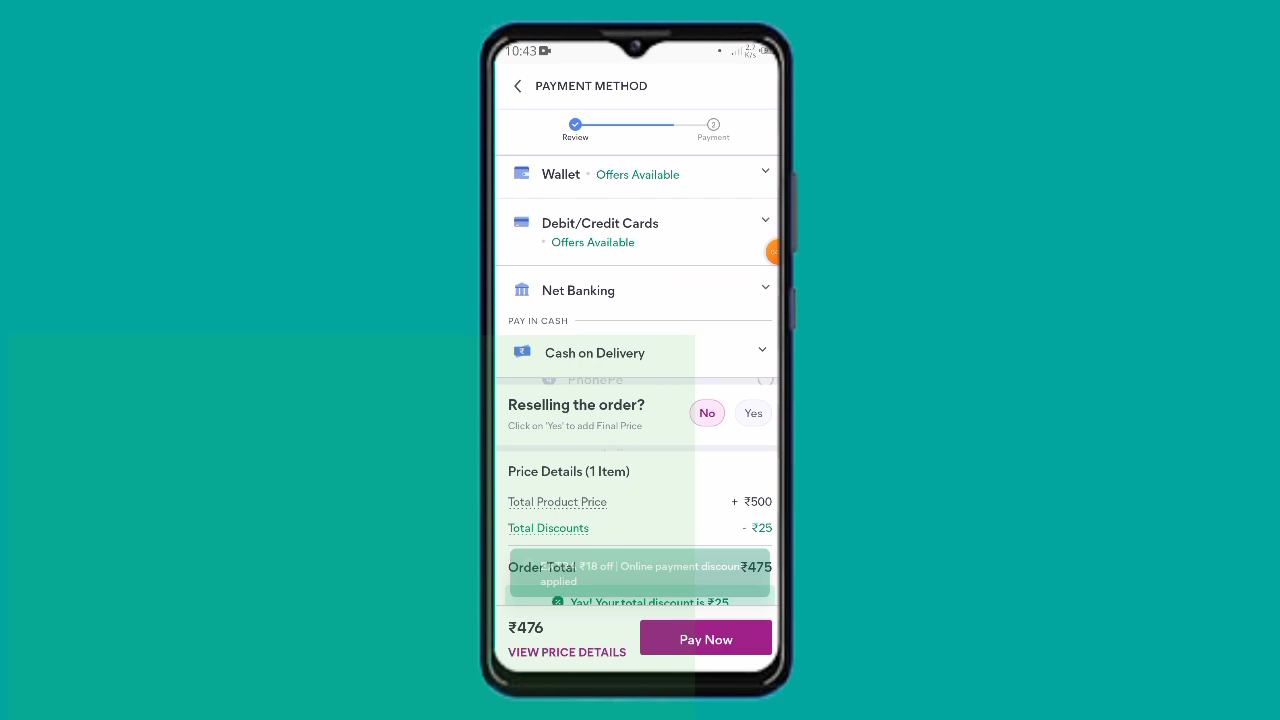 10:43
2.7
K/s
PAYMENT METHOD
2
Review
Payment
Wallet • Offers Available
Debit/Credit Cards
• Offers Available
Net Banking
PAY IN CASH
Cash on Delivery
PhonePe
Reselling the order?
No
Yes
Click on 'Yes' to add Final Price
Price Details (1 Item)
Total Product Price + ₹500
Total Discounts - ₹25
Order Total ₹475
₹18 off | Online payment discount
applied
Yay! Your total discount is ₹25
₹476
VIEW PRICE DETAILS
Pay Now